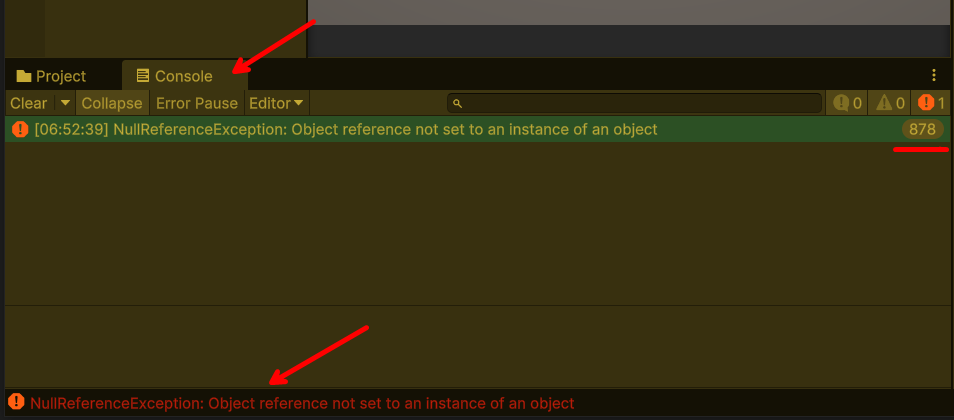 Project Console
Clear Collapse Error Pause Editor 0 0 1
[06:52:39] NullReferenceException: Object reference not set to an instance of an object 878
NullReferenceException: Object reference not set to an instance of an object